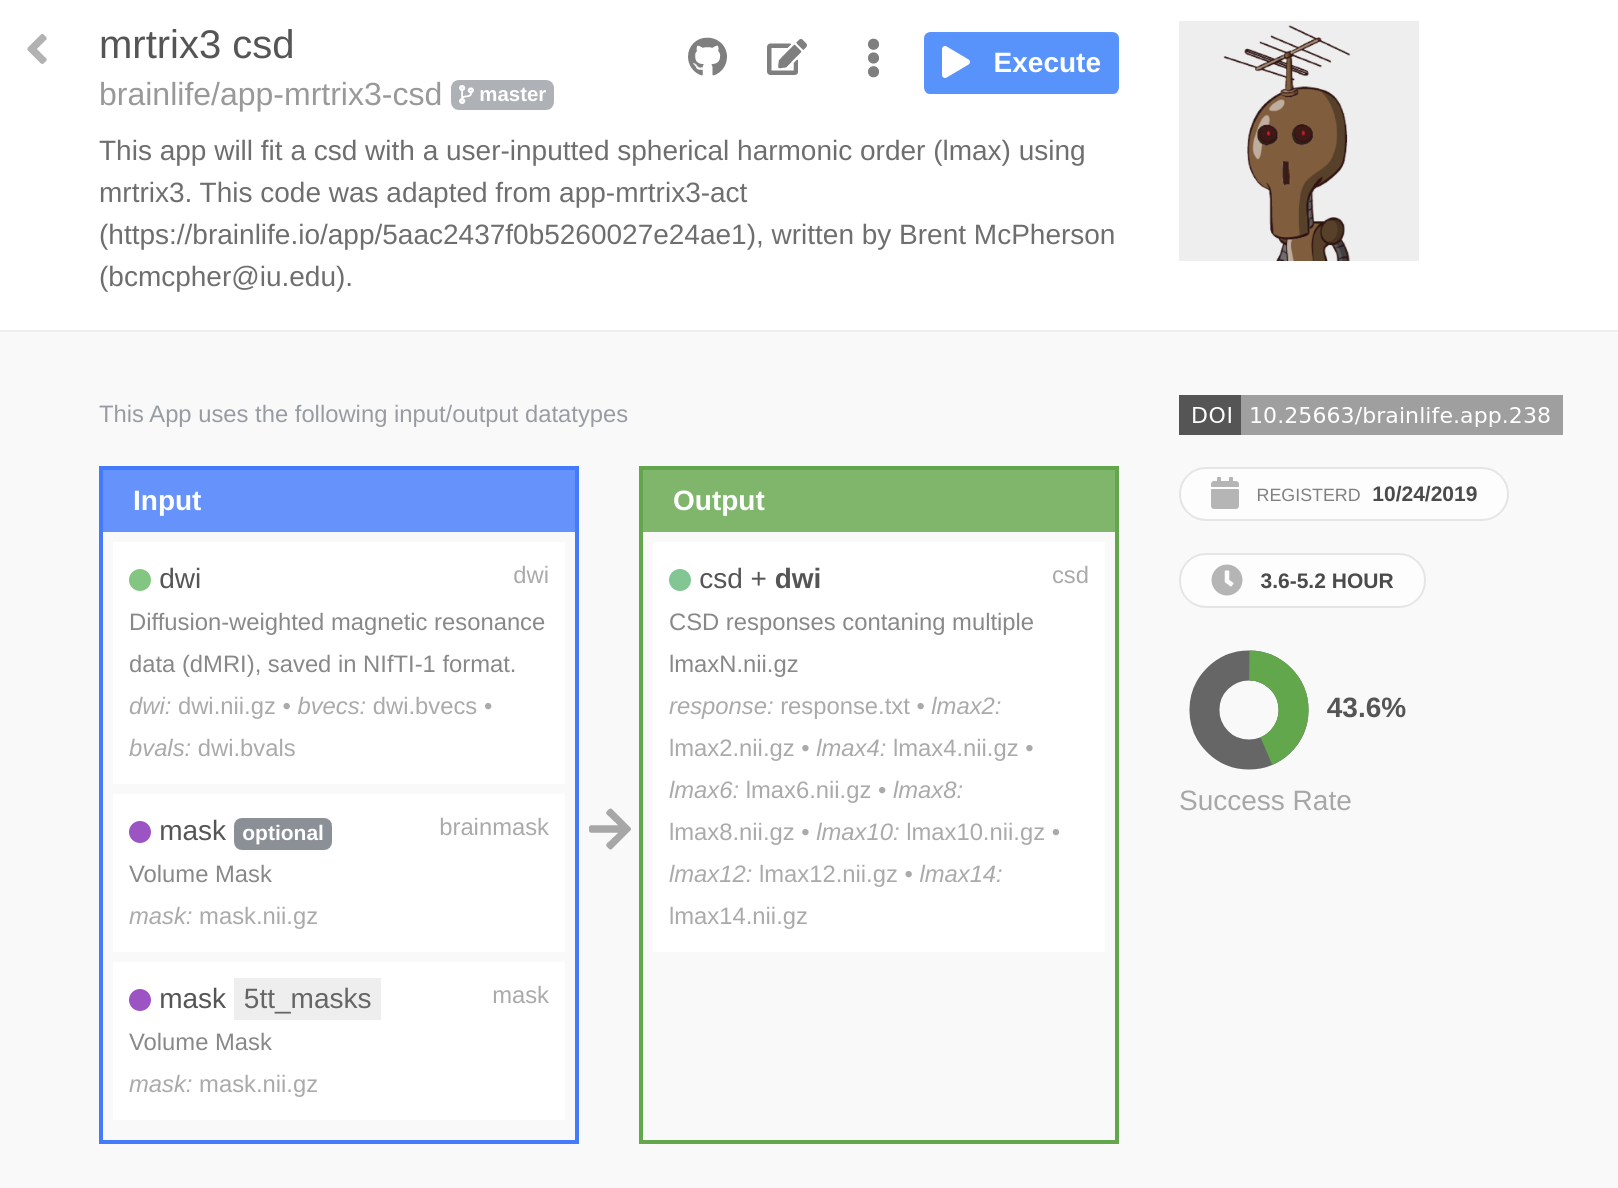 mrtrix3 csd
brainlife/app-mrtrix3-csd master
Execute
This app will fit a csd with a user-inputted spherical harmonic order (lmax) using
mrtrix3. This code was adapted from app-mrtrix3-act
(https://brainlife.io/app/5aac2437f0b5260027e24ae1), written by Brent McPherson
(bcmcpher@iu.edu).
This App uses the following input/output datatypes
Input
dwi dwi
Diffusion-weighted magnetic resonance
data (dMRI), saved in NIfTI-1 format.
dwi: dwi.nii.gz • bvecs: dwi.bvecs •
bvals: dwi.bvals
mask optional brainmask
Volume Mask
mask: mask.nii.gz
mask 5tt_masks mask
Volume Mask
mask: mask.nii.gz
Output
csd + dwi csd
CSD responses contaning multiple
lmaxN.nii.gz
response: response.txt • lmax2:
lmax2.nii.gz • lmax4: lmax4.nii.gz •
lmax6: lmax6.nii.gz • lmax8:
lmax8.nii.gz • lmax10: lmax10.nii.gz •
lmax12: lmax12.nii.gz • lmax14:
lmax14.nii.gz
DOI 10.25663/brainlife.app.238
REGISTERD 10/24/2019
3.6-5.2 HOUR
43.6%
Success Rate